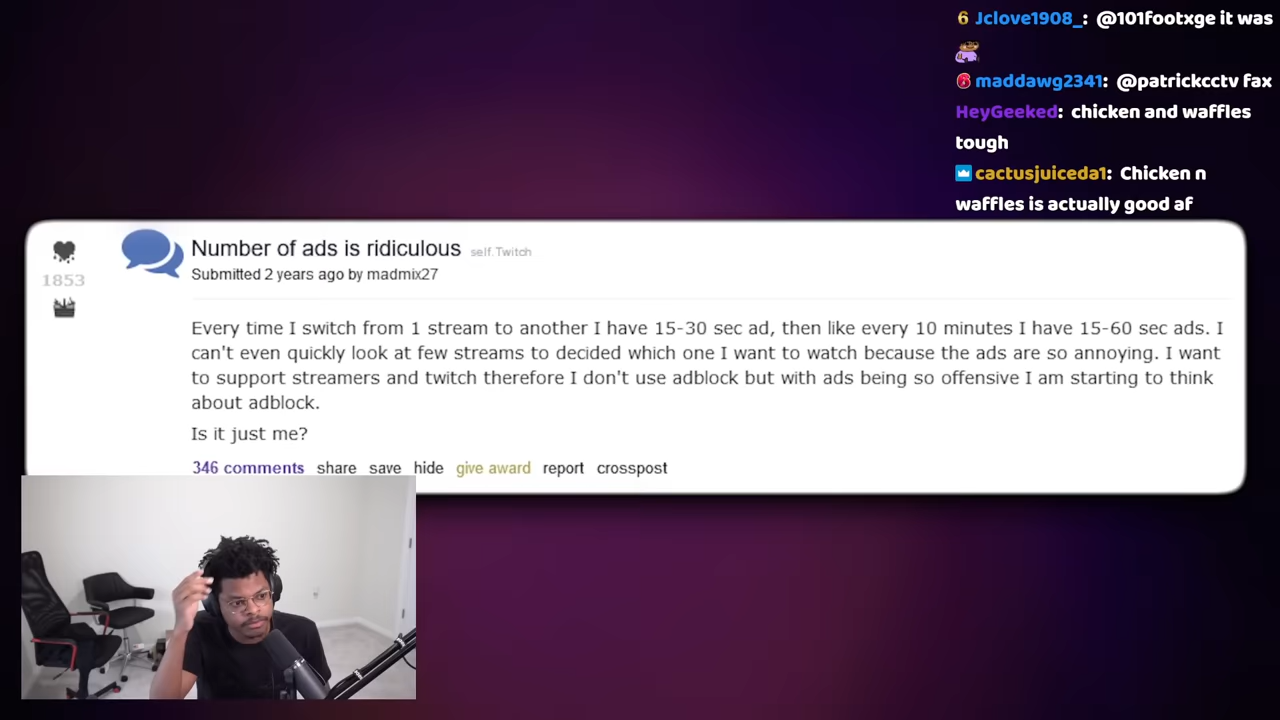 6 Jclove1908_: @101footxge it was
maddawg2341: @patrickcctv fax
HeyGeeked: chicken and waffles
tough
cactusjuiceda1: Chicken n
waffles is actually good af
Number of ads is ridiculous self.Twitch
Submitted 2 years ago by madmix27
1853
Every time I switch from 1 stream to another I have 15-30 sec ad, then like every 10 minutes I have 15-60 sec ads. I
can't even quickly look at few streams to decided which one I want to watch because the ads are so annoying. I want
to support streamers and twitch therefore I don't use adblock but with ads being so offensive I am starting to think
about adblock.
Is it just me?
346 comments share save hide give award report crosspost